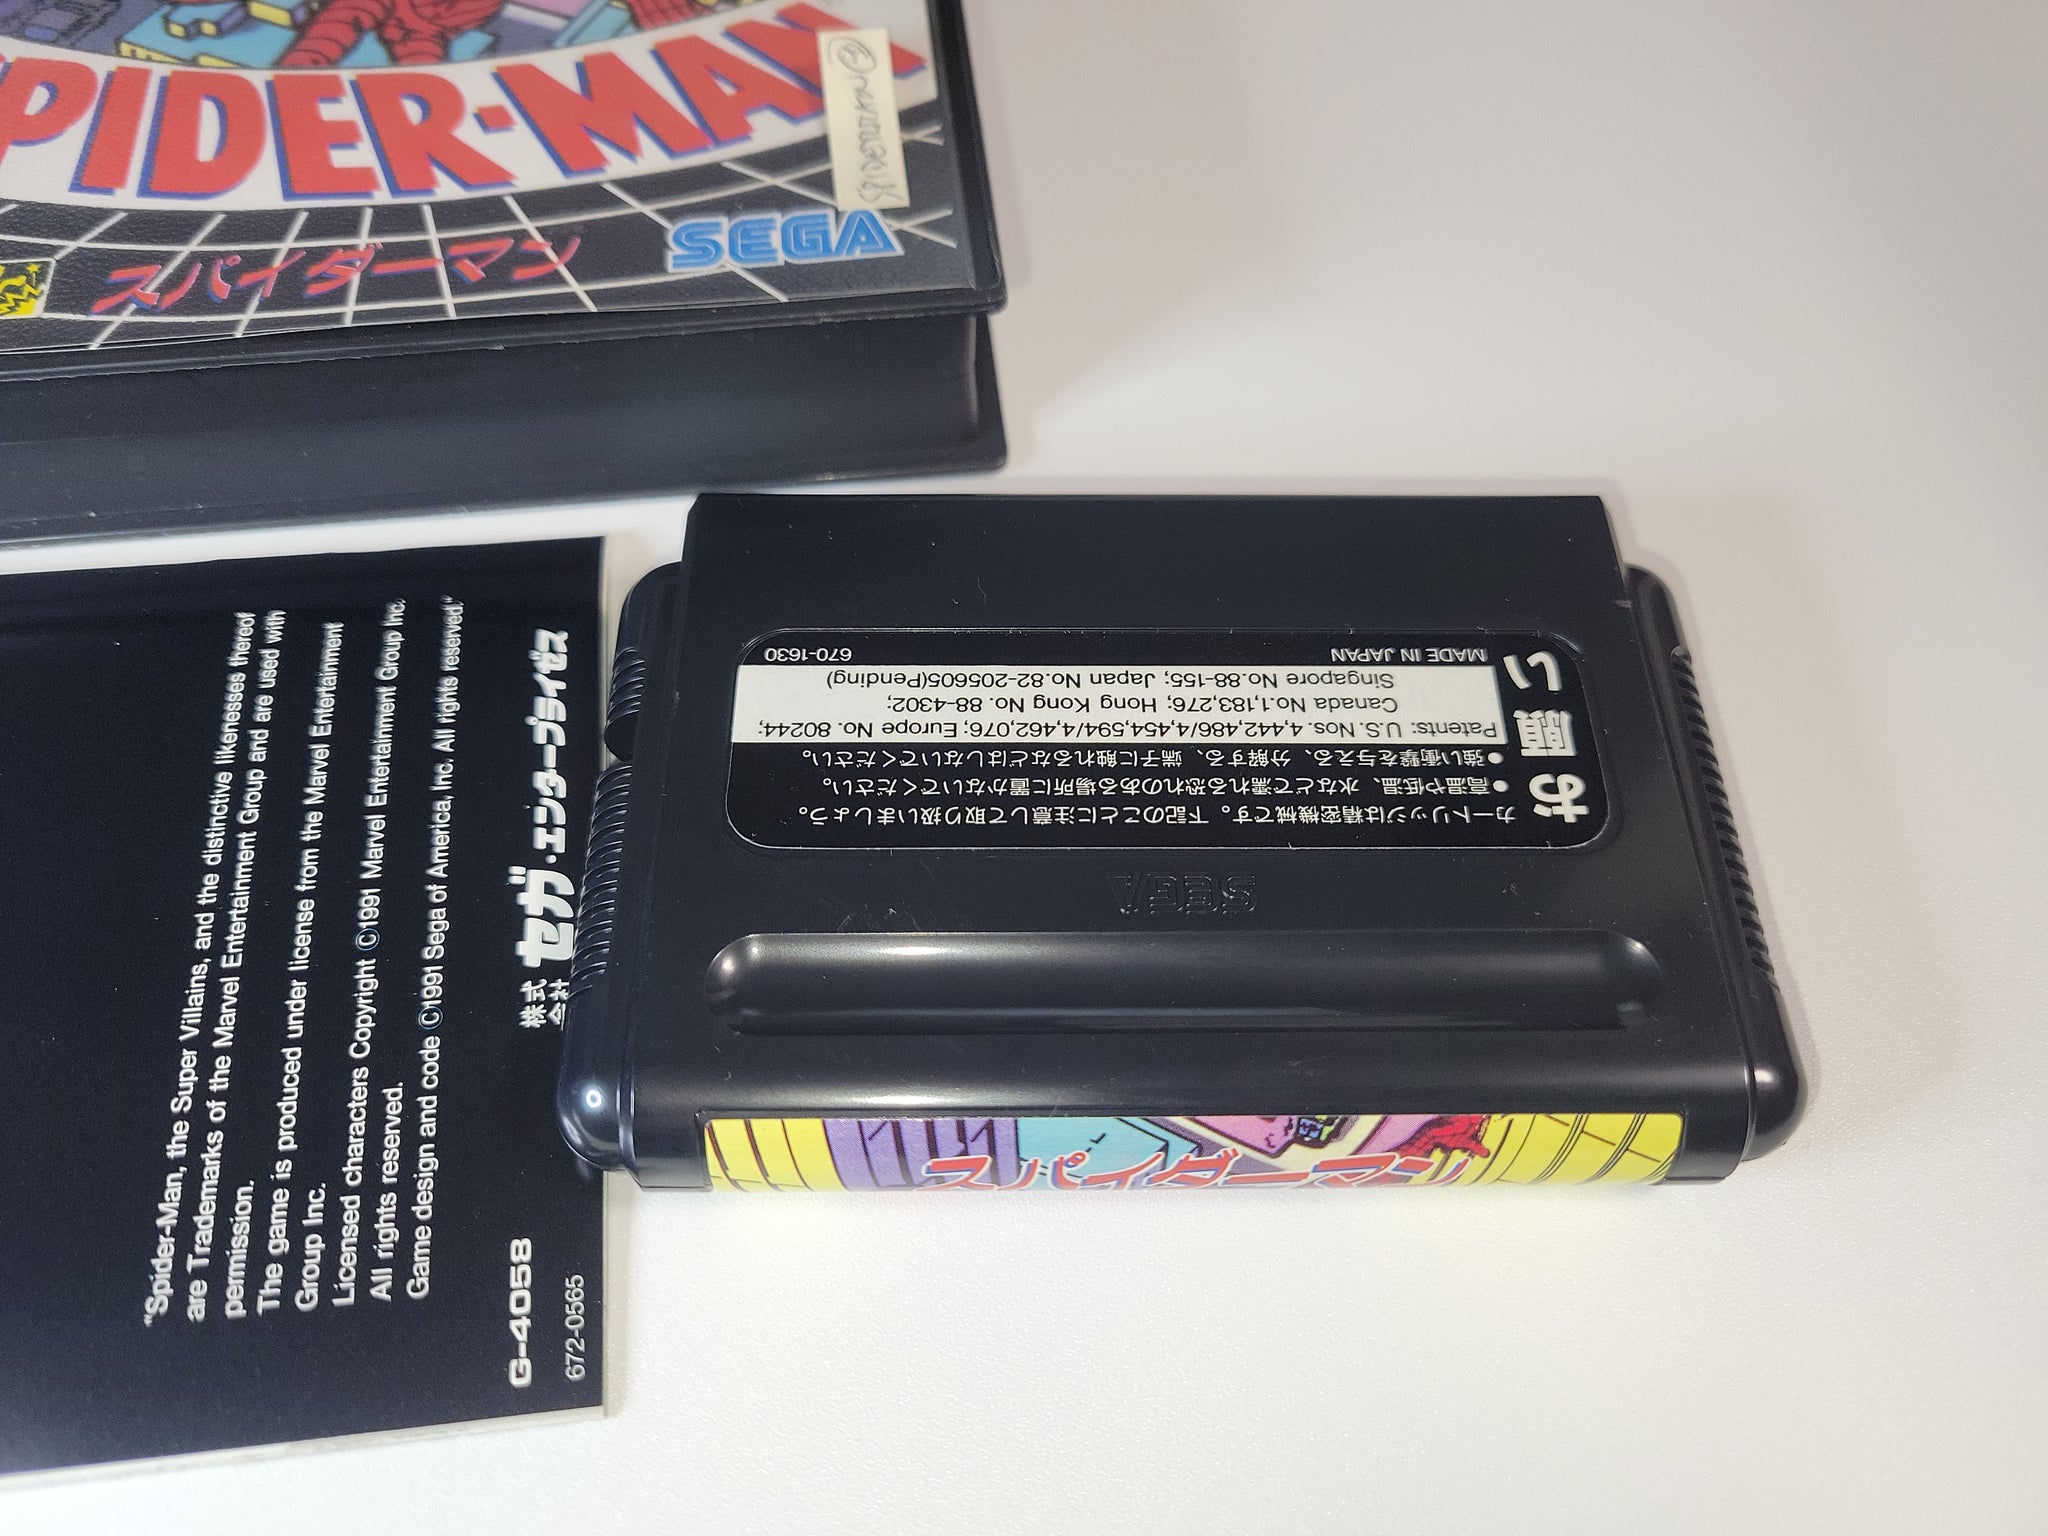 SPIDER-MAN
スパイダーマン
SEGA
"Spider-Man, the Super Villains, and the distinctive likenesses thereof
are Trademarks of the Marvel Entertainment Group and are used with
permission.
The game is produced under license from the Marvel Entertainment
Group Inc.
Licensed characters Copyright ©1991 Marvel Entertainment Group Inc.
All rights reserved.
Game design and code ©1991 Sega of America, Inc. All rights reserved."
株式会社 セガ・エンタープライゼス
G-4058
672-0565
お願い
カートリッジは精密機械です。下記のことに注意して取り扱いましょう。
●高温や低温、水などで濡れる恐れのある場所に置かないでください。
●強い衝撃を与える、分解する、端子に触れるなどはしないでください。
Patents: U.S. Nos. 4,442,486/4,454,594/4,462,076; Europe No. 80244;
Canada No.1,183,276; Hong Kong No. 88-4302;
Singapore No.88-155; Japan No.82-205605(Pending)
MADE IN JAPAN 670-1630
SEGA
スパイダーマン